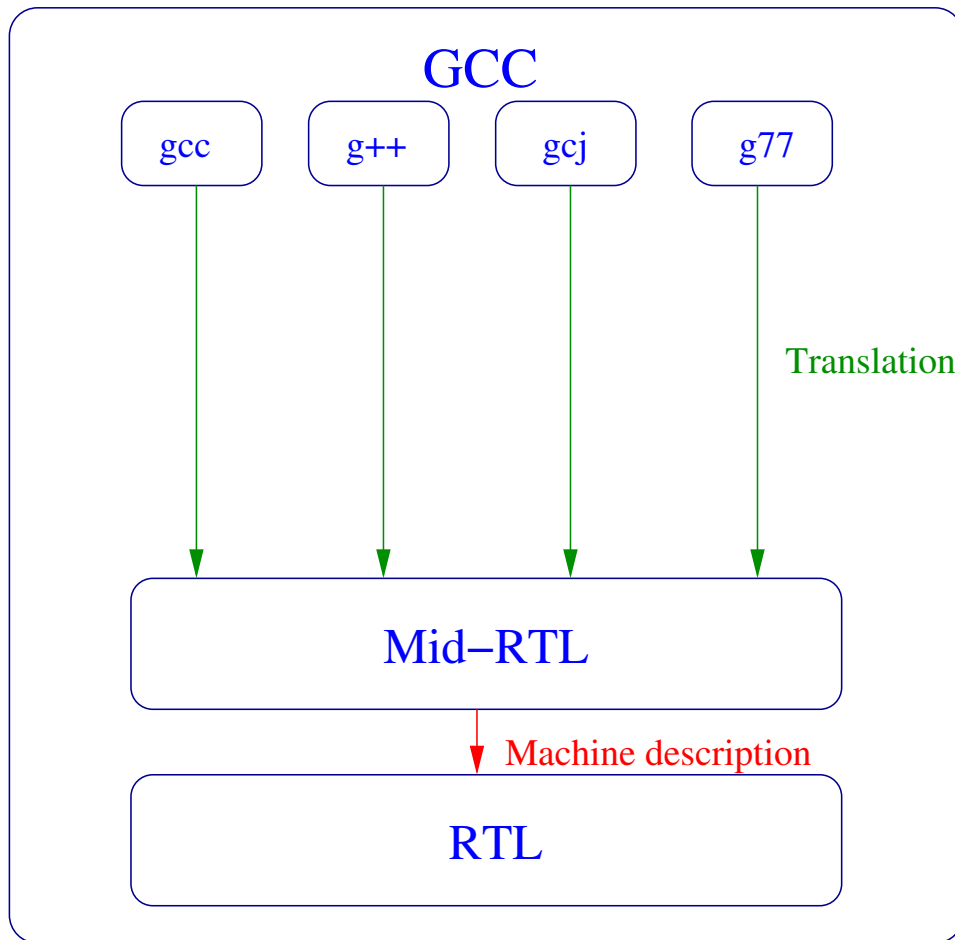 GCC
gcc
g++
gcj
g77
Translation
Mid−RTL
Machine description
RTL